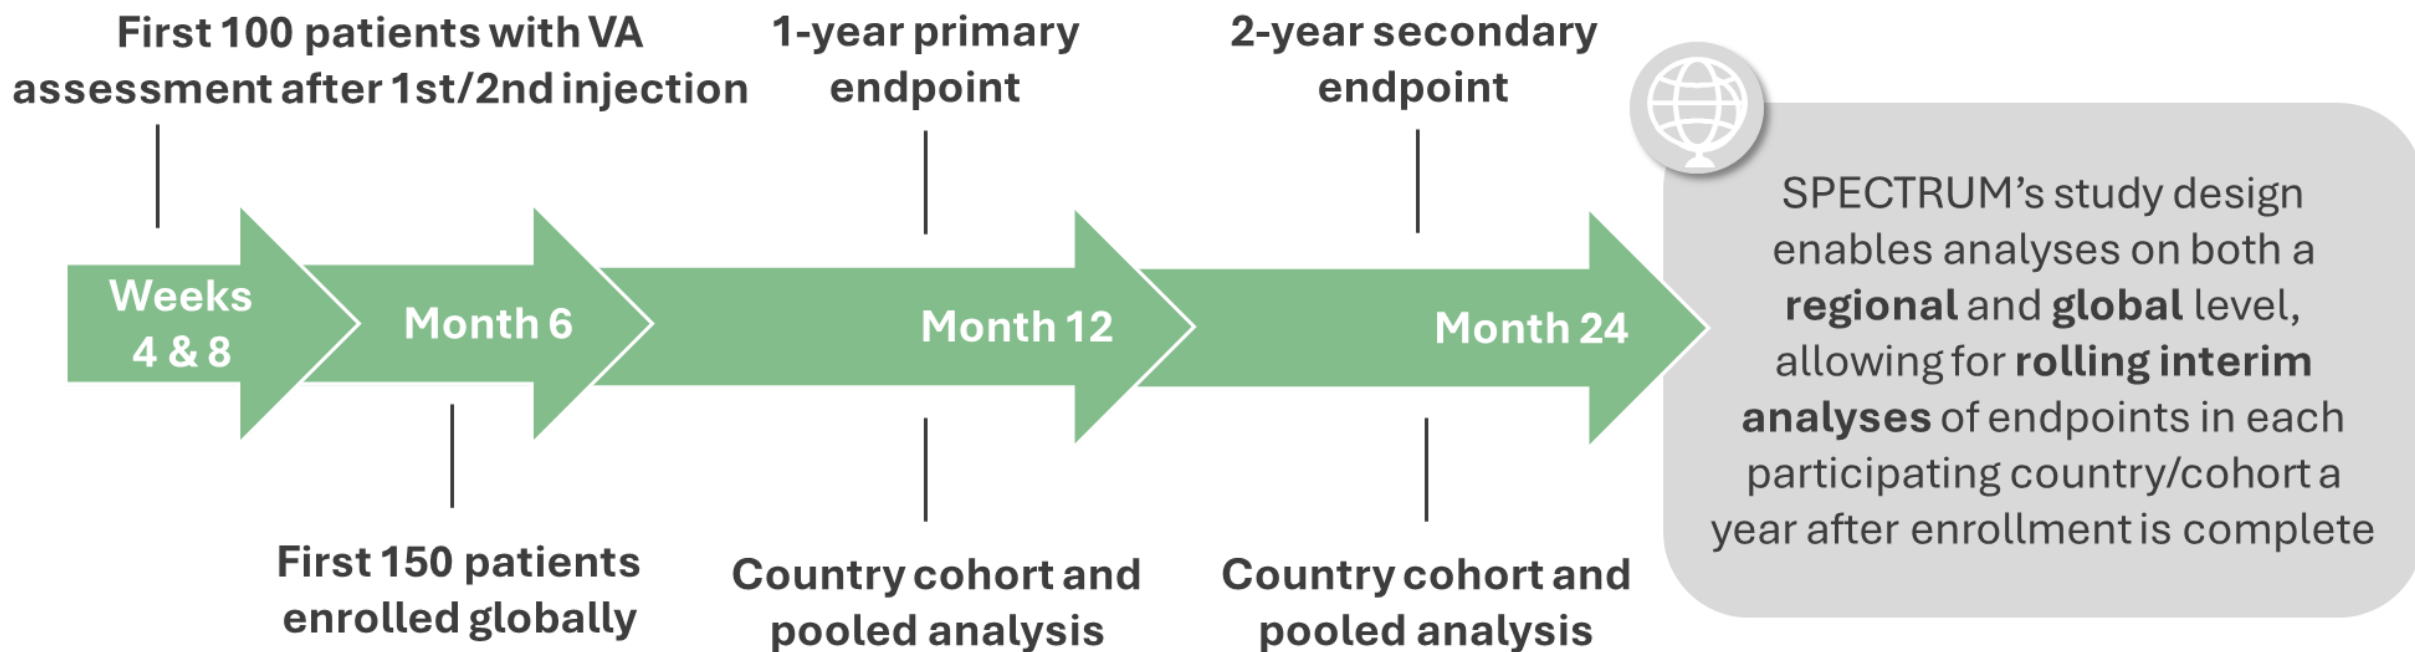 First 100 patients with VA
assessment after 1st/2nd injection
1-year primary
endpoint
2-year secondary
endpoint
Weeks
4 & 8
Month 6
Month 12
Month 24
First 150 patients
enrolled globally
Country cohort and
pooled analysis
Country cohort and
pooled analysis
SPECTRUM’s study design
enables analyses on both a
regional and global level,
allowing for rolling interim
analyses of endpoints in each
participating country/cohort a
year after enrollment is complete